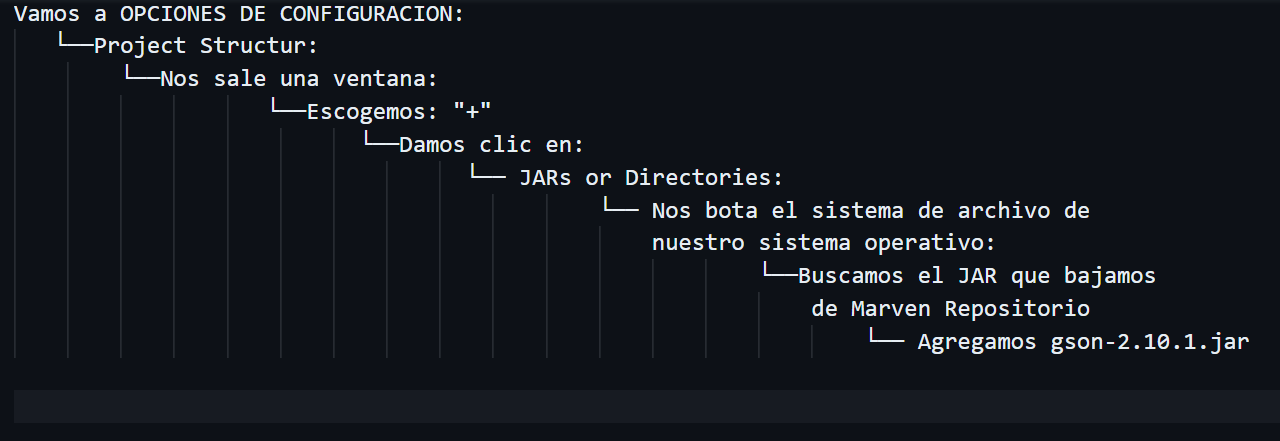 Vamos a OPCIONES DE CONFIGURACION:
└──Project Structur:
└──Nos sale una ventana:
└──Escogemos: "+"
└──Damos clic en:
└── JARs or Directories:
└── Nos bota el sistema de archivo de
nuestro sistema operativo:
└──Buscamos el JAR que bajamos
de Marven Repositorio
└── Agregamos gson-2.10.1.jar